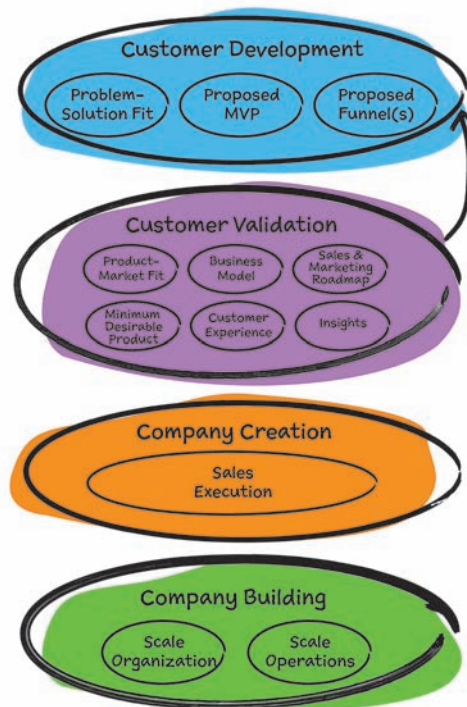 Customer Development
Problem-
Solution Fit
Proposed
MVP
Proposed
Funnel(s)
Customer Validation
Product-
Market Fit
Business
Model
Sales &
Marketing
Roadmap
Minimum
Desirable
Product
Customer
Experience
Insights
Company Creation
Sales
Execution
Company Building
Scale
Organization
Scale
Operations